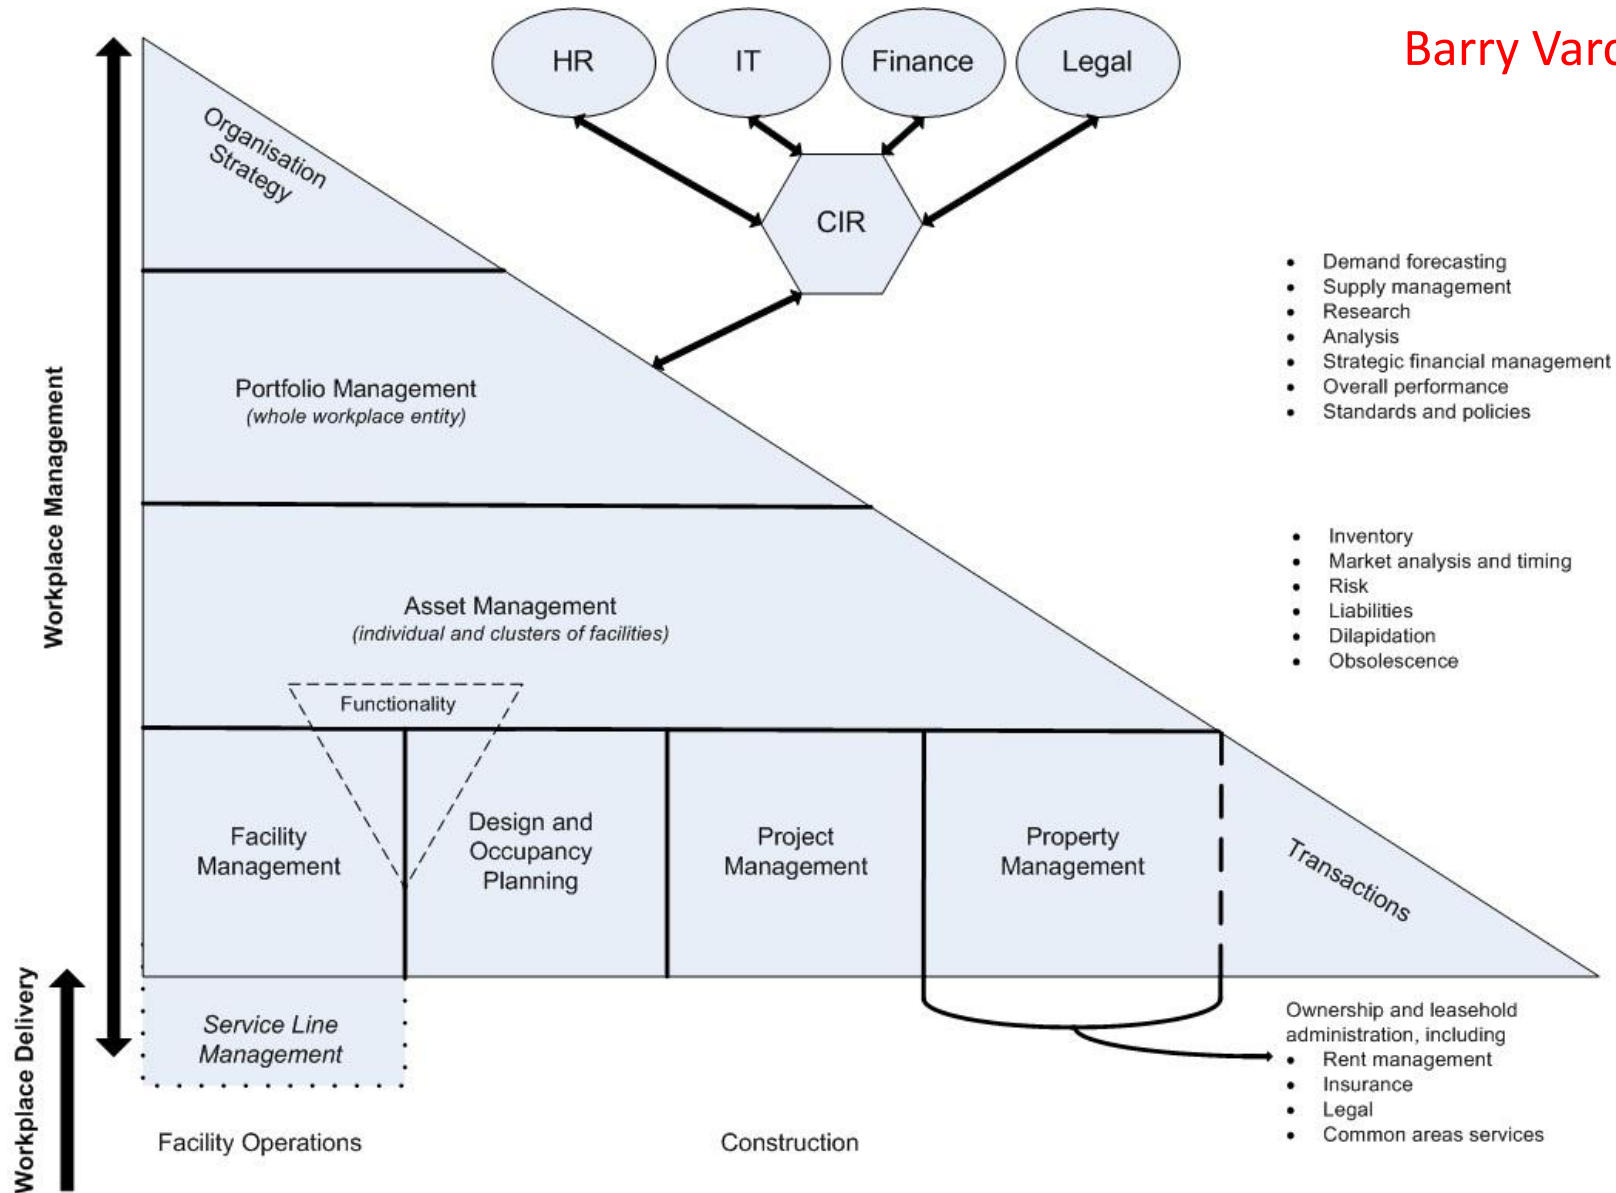 HR
IT
Finance
Legal
Barry
CIR
Organisation
Strategy
Portfolio Management
(whole workplace entity)
• Demand forecasting
• Supply management
• Research
• Analysis
• Strategic financial management
• Overall performance
• Standards and policies
Workplace Management
Asset Management
(individual and clusters of facilities)
• Inventory
• Market analysis and timing
• Risk
• Liabilities
• Dilapidation
• Obsolescence
Functionality
Facility
Management
Design and
Occupancy
Planning
Project
Management
Property
Management
Transactions
Workplace Delivery
Service Line
Management
Ownership and leasehold
administration, including
• Rent management
• Insurance
• Legal
• Common areas services
Facility Operations
Construction